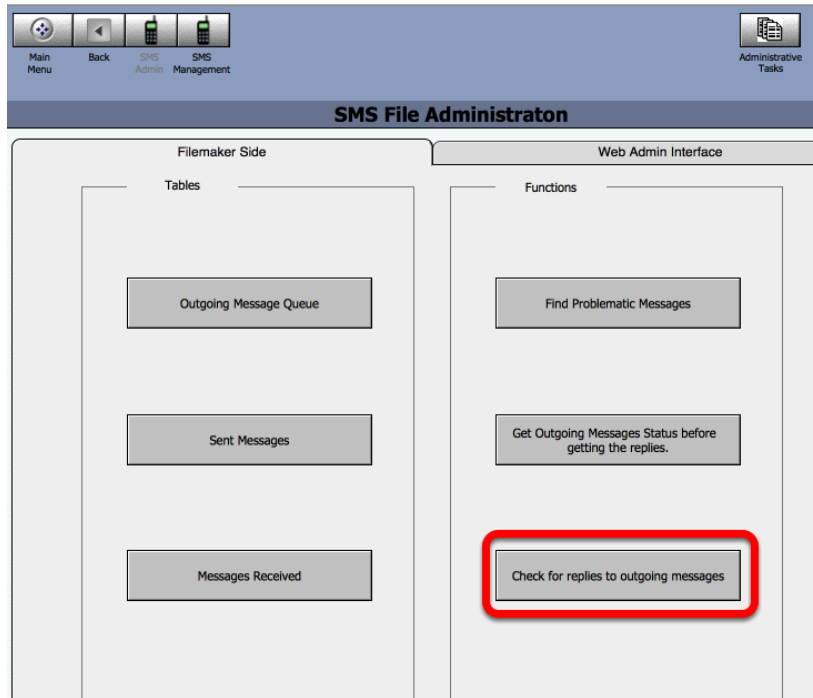 Main
Menu
Back
SMS
Admin
SMS
Management
Administrative
Tasks
SMS File Administraton
Filemaker Side
Web Admin Interface
Tables
Functions
Outgoing Message Queue
Find Problematic Messages
Sent Messages
Get Outgoing Messages Status before
getting the replies.
Messages Received
Check for replies to outgoing messages